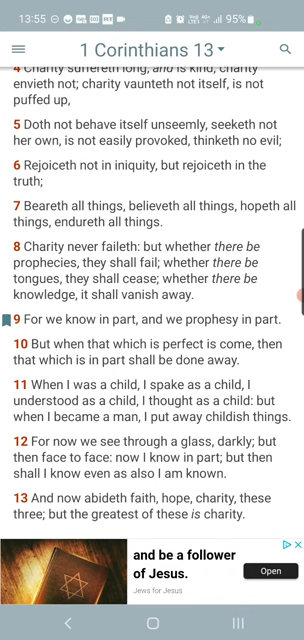 13:55
95%
1 Corinthians 13
4 Charity suffereth long, and is kind; charity
envieth not; charity vaunteth not itself, is not
puffed up,
5 Doth not behave itself unseemly, seeketh not
her own, is not easily provoked, thinketh no evil;
6 Rejoiceth not in iniquity, but rejoiceth in the
truth;
7 Beareth all things, believeth all things, hopeth all
things, endureth all things.
8 Charity never faileth: but whether there be
prophecies, they shall fail; whether there be
tongues, they shall cease; whether there be
knowledge, it shall vanish away.
9 For we know in part, and we prophesy in part.
10 But when that which is perfect is come, then
that which is in part shall be done away.
11 When I was a child, I spake as a child, I
understood as a child, I thought as a child: but
when I became a man, I put away childish things.
12 For now we see through a glass, darkly; but
then face to face: now I know in part; but then
shall I know even as also I am known.
13 And now abideth faith, hope, charity, these
three; but the greatest of these is charity.
and be a follower
of Jesus.
Open
Jews for Jesus